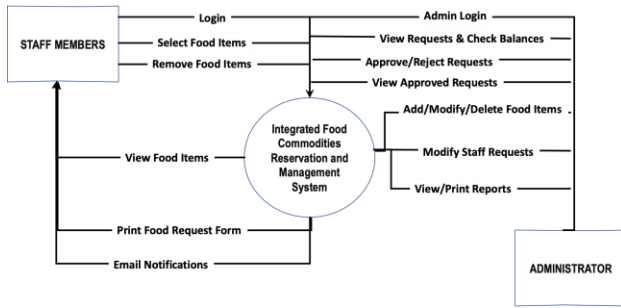 Login
Admin Login
STAFF MEMBERS
Select Food Items
View Requests & Check Balances
Remove Food Items
Approve/Reject Requests
View Approved Requests
Add/Modify/Delete Food Items
Integrated Food
Commodities
Reservation and
Management
System
View Food Items
Modify Staff Requests
View/Print Reports
Print Food Request Form
Email Notifications
ADMINISTRATOR